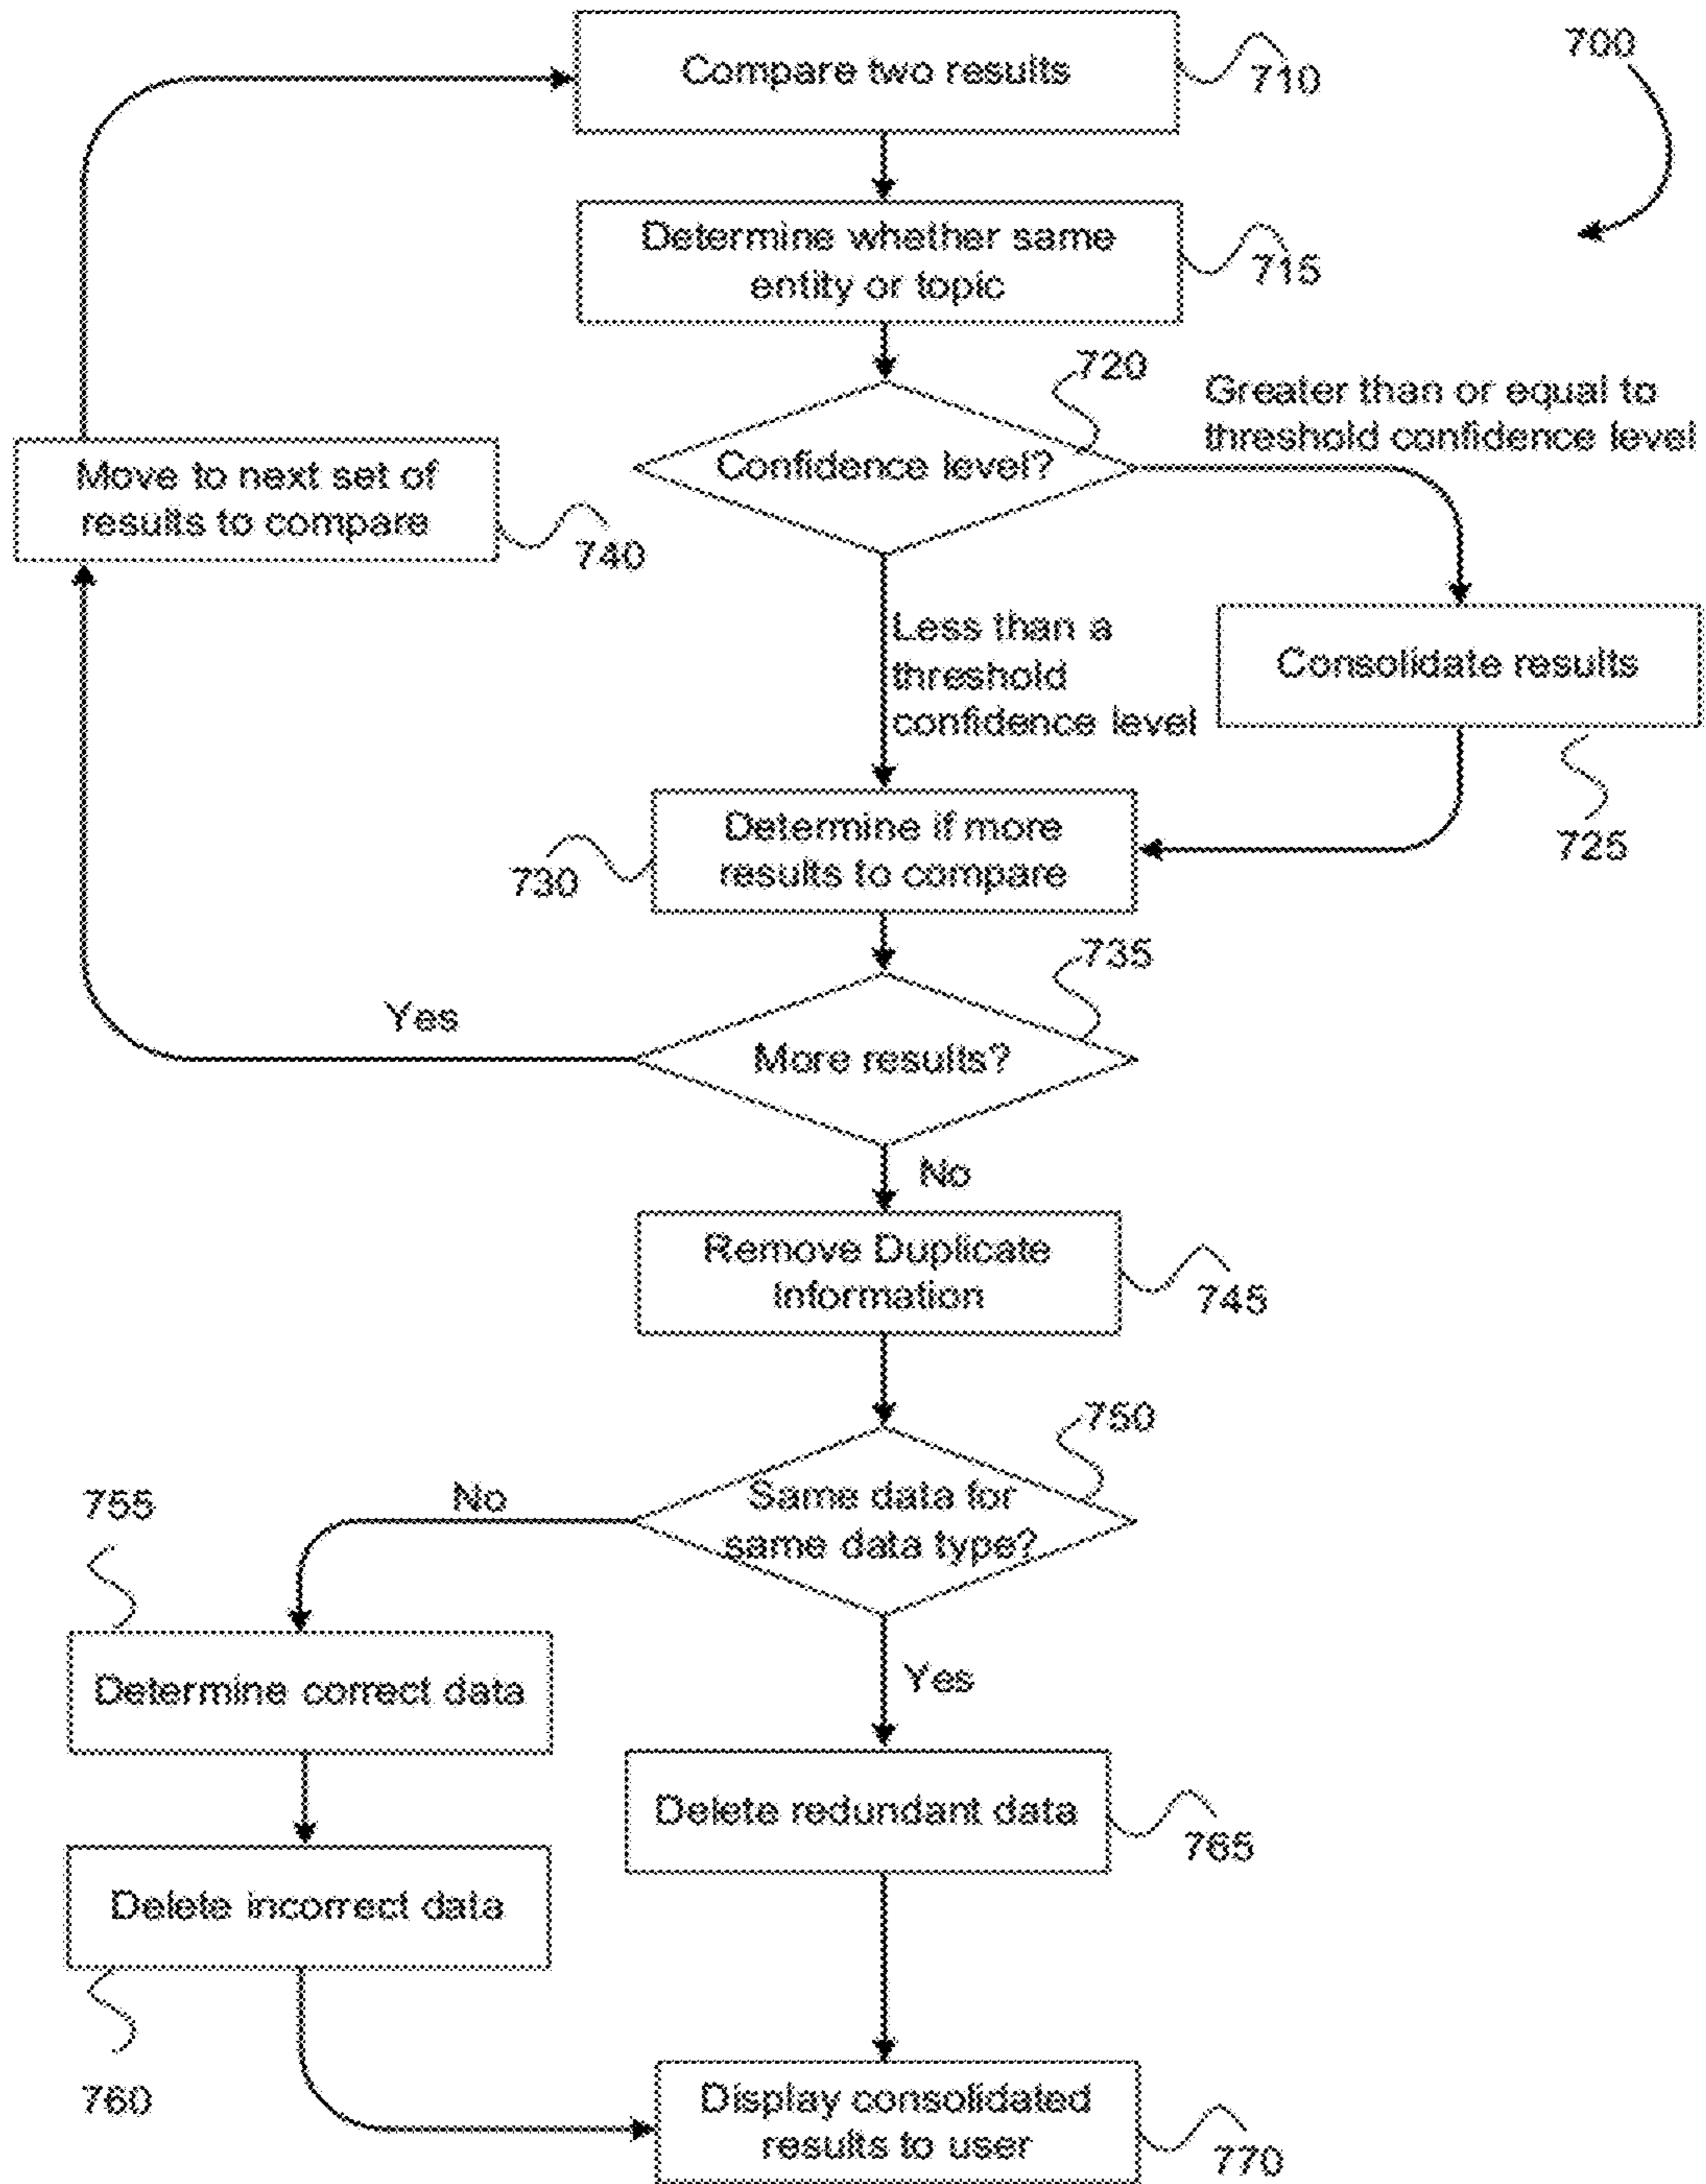 Compare two results
710
700
Determine whether same
entity or topic
715
720
Greater than or equal to
threshold confidence level
Confidence level?
Move to next set of
results to compare
740
Less than a
threshold
confidence level
Consolidate results
725
Determine if more
results to compare
730
735
Yes
More results?
No
Remove Duplicate
Information
745
750
755
No
Same data for
same data type?
Determine correct data
Yes
Delete redundant data
765
Delete incorrect data
760
Display consolidated
results to user
770